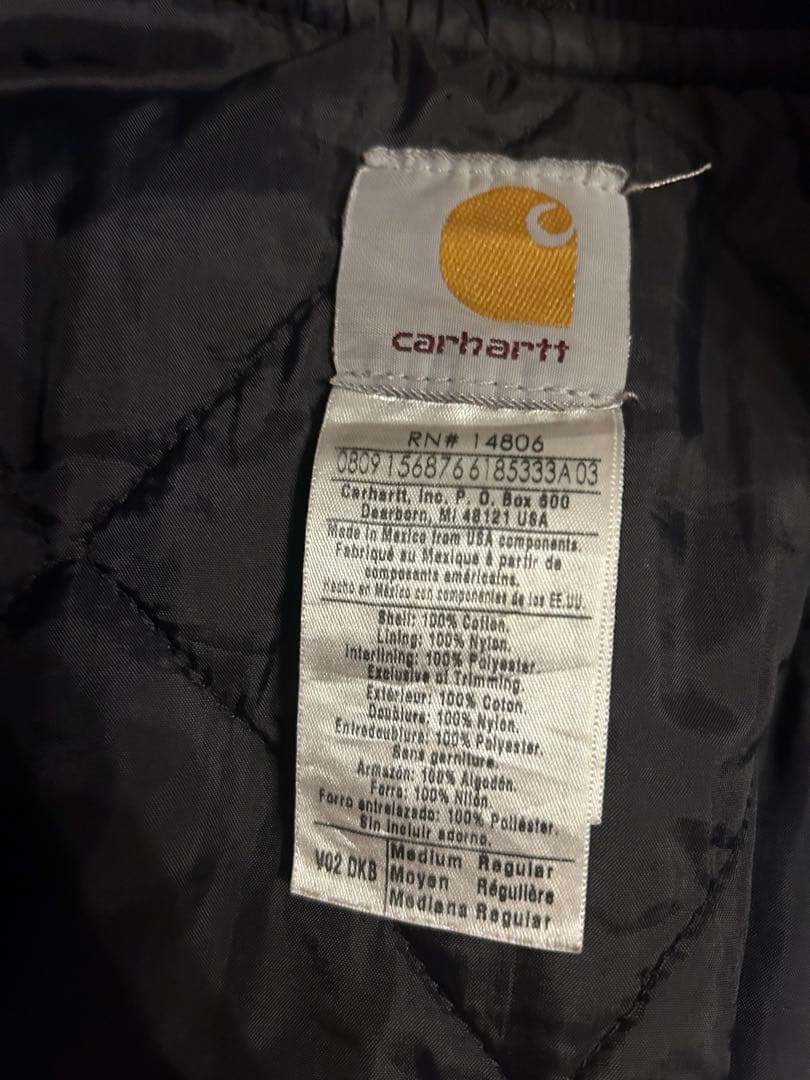 carhartt
RN# 14806
0809 1568766185333A 03
Carhartt, Inc. P. O. Box 600
Dearborn, MI 48121 USA
Made in Mexico from USA components.
Fabriqué au Mexique à partir de
composants américains.
Hecho en México con componentes de los EE.UU.
Shell: 100% Cotton.
Lining: 100% Nylon.
Interlining: 100% Polyester.
Exclusive of Trimming.
Extérieur: 100% Coton.
Doublure: 100% Nylon.
Entredoublure: 100% Polyester.
Sans garniture.
Armazón: 100% Algodón.
Forro: 100% Nilón.
Forro entrelazado: 100% Poliéster.
Sin incluir adorno.
V02 DKB
Medium Regular
Moyen Régulière
Mediana Regular